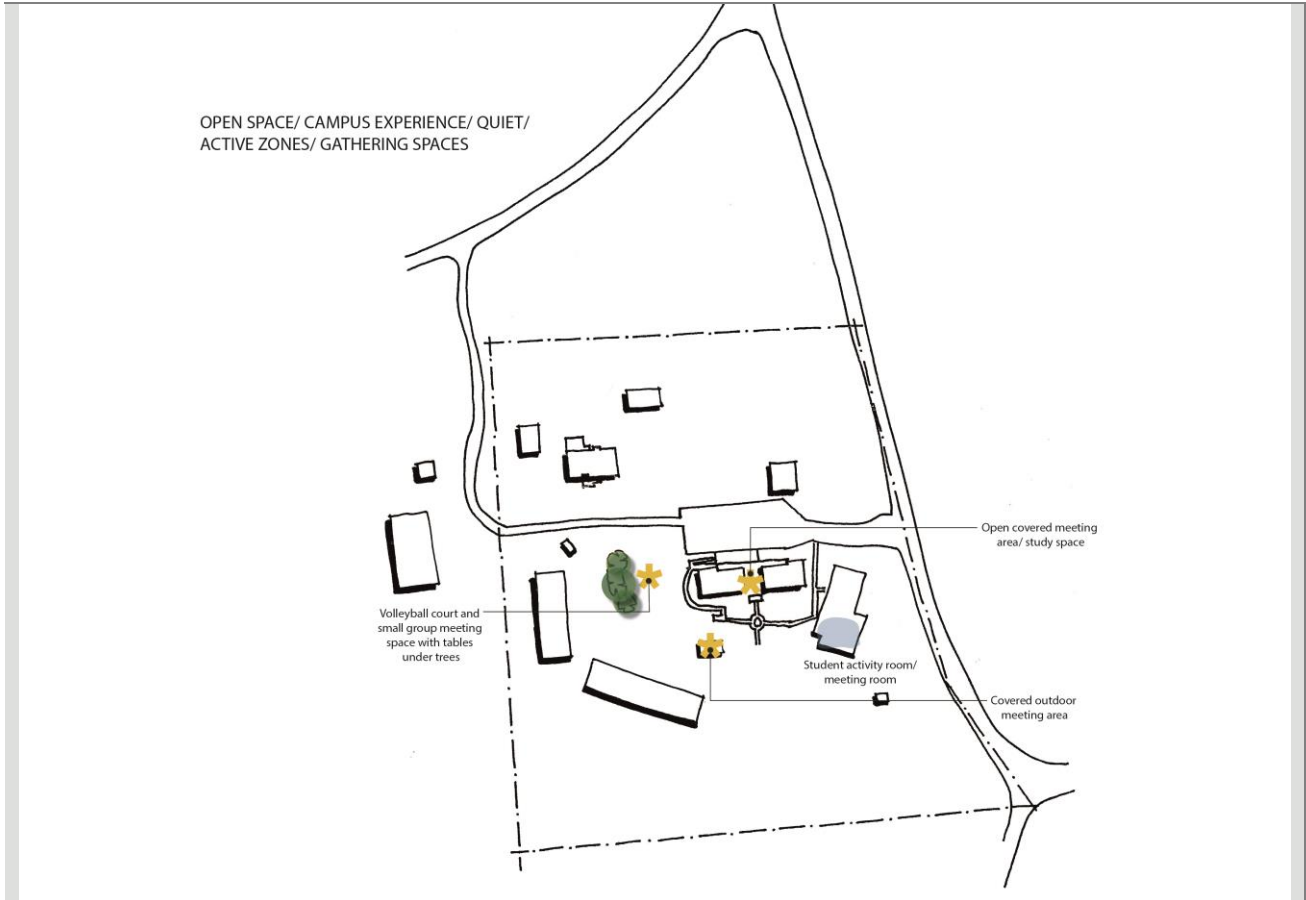 OPEN SPACE/ CAMPUS EXPERIENCE/ QUIET/
ACTIVE ZONES/ GATHERING SPACES
Open covered meeting
area/ study space
Volleyball court and
small group meeting
space with tables
under trees
Student activity room/
meeting room
Covered outdoor
meeting area